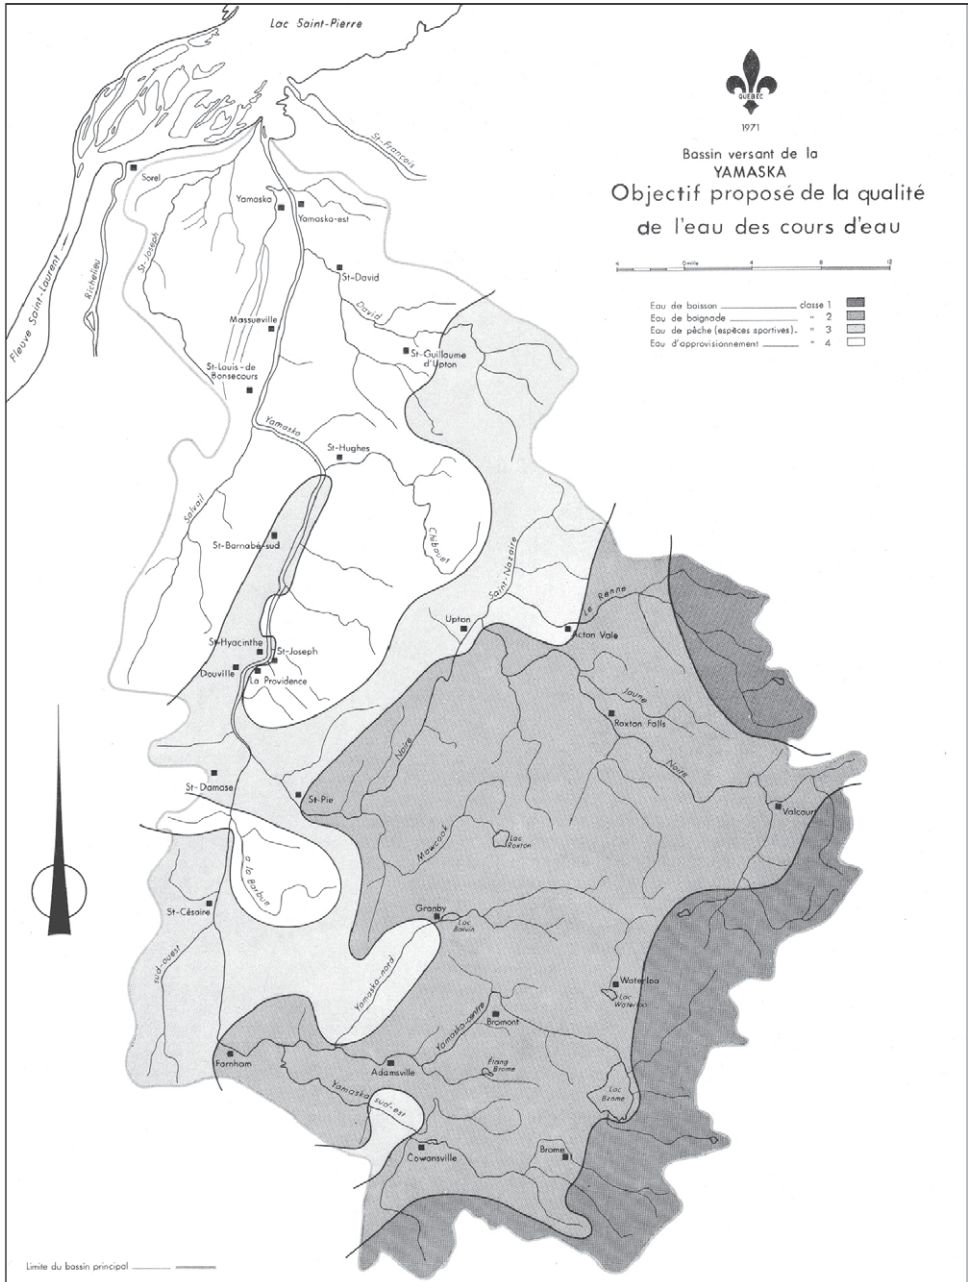 Lac Saint-Pierre
QUÉBEC
1971
Bassin versant de la
YAMASKA
Objectif proposé de la qualité
de l'eau des cours d'eau
Eau de boisson classe 1
Eau de baignade " 2
Eau de pêche (espèces sportives) " 3
Eau d'approvisionnement " 4
St-François
Sorel
Yamaska
Yamaska-est
St-Joseph
Richelieu
Fleuve Saint-Laurent
St-David
David
Massueville
St-Guillaume
d'Upton
St-Louis-de
Bonsecours
Yamaska
St-Hughes
Salvail
Chibouet
St-Barnabé-sud
Saint-Nazaire
Le Renne
Upton
Acton Vale
St-Hyacinthe
St-Joseph
Douville
La Providence
Jaune
Roxton Falls
Noire
Noire
St-Damase
St-Pie
Valcourt
Mawcook
Lac
Roxton
à la Barbue
St-Césaire
Granby
Lac
Boivin
sud-ouest
Yamaska-nord
Waterloo
Lac
Waterloo
Yamaska-centre
Bromont
Farnham
Adamsville
Étang
Brome
Lac
Brome
Yamaska sud-est
Cowansville
Brome
Limite du bassin principal